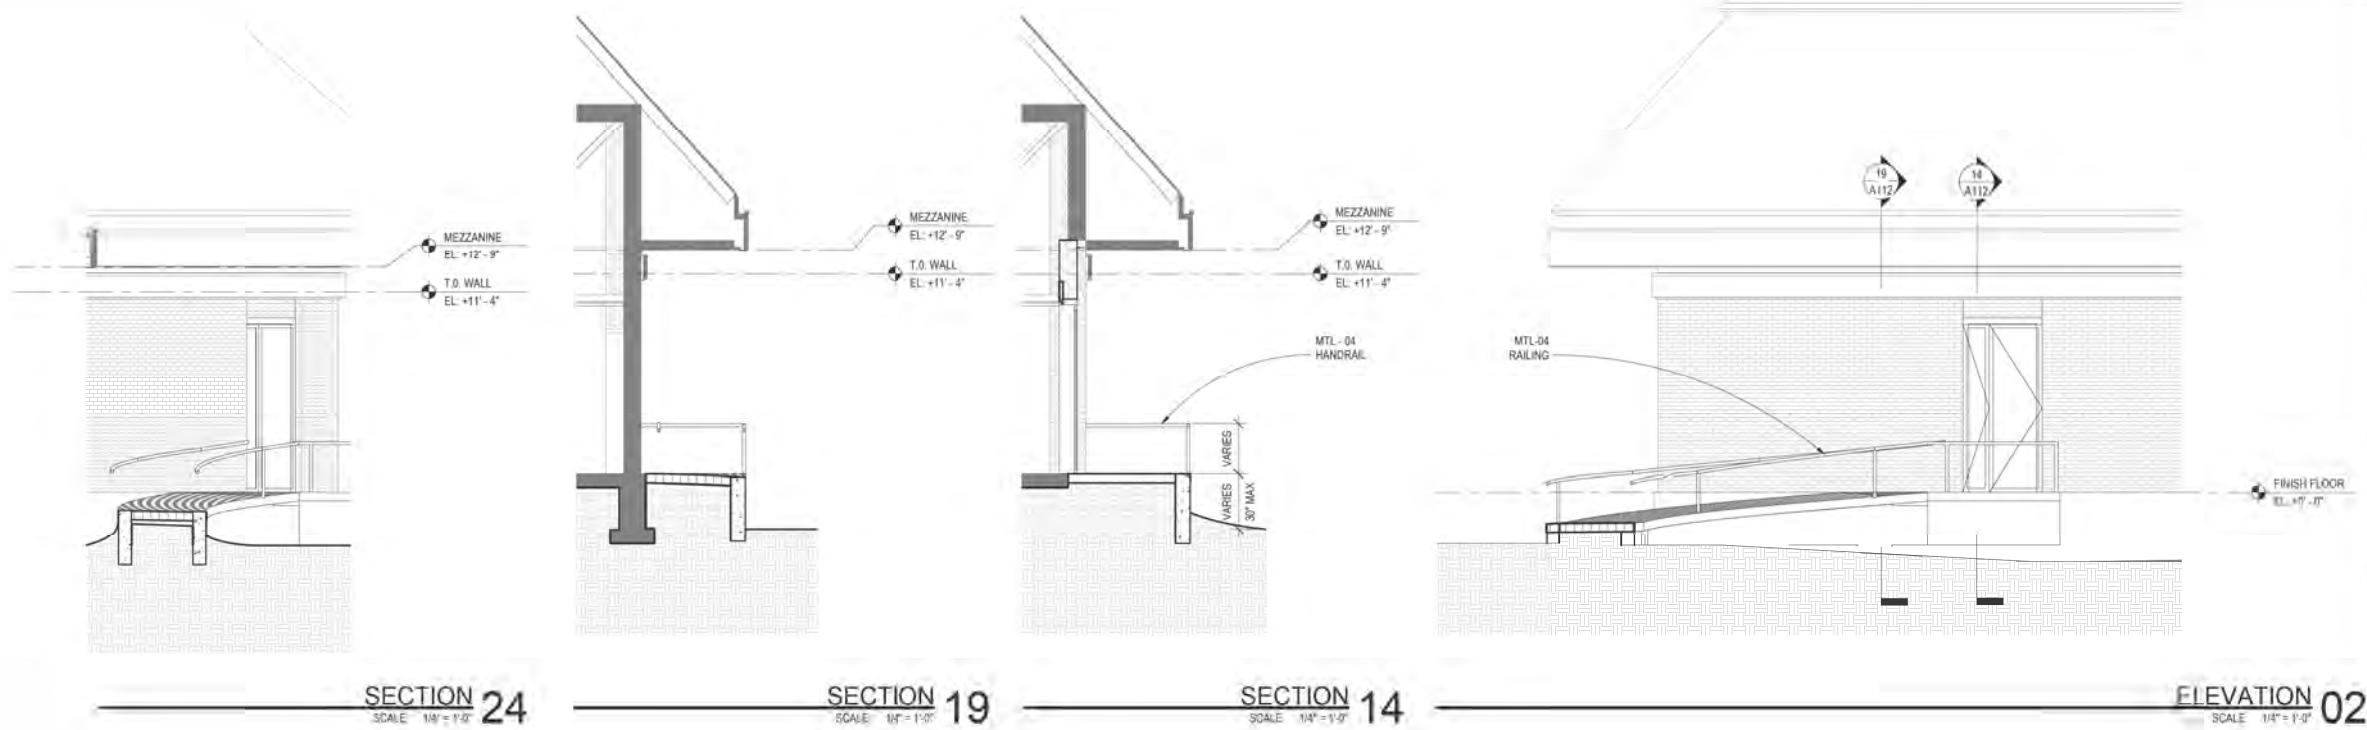 MEZZANINE
EL: +12' - 9"
T.O. WALL
EL: +11' - 4"
SECTION 24
SCALE 1/4" = 1'-0"
MEZZANINE
EL: +12' - 9"
T.O. WALL
EL: +11' - 4"
SECTION 19
SCALE 1/4" = 1'-0"
MEZZANINE
EL: +12' - 9"
T.O. WALL
EL: +11' - 4"
MTL - 04
HANDRAIL
VARIES
VARIES
30" MAX
SECTION 14
SCALE 1/4" = 1'-0"
19
A112
14
A112
MTL-04
RAILING
FINISH FLOOR
EL: +0' - 0"
ELEVATION 02
SCALE 1/4" = 1'-0"